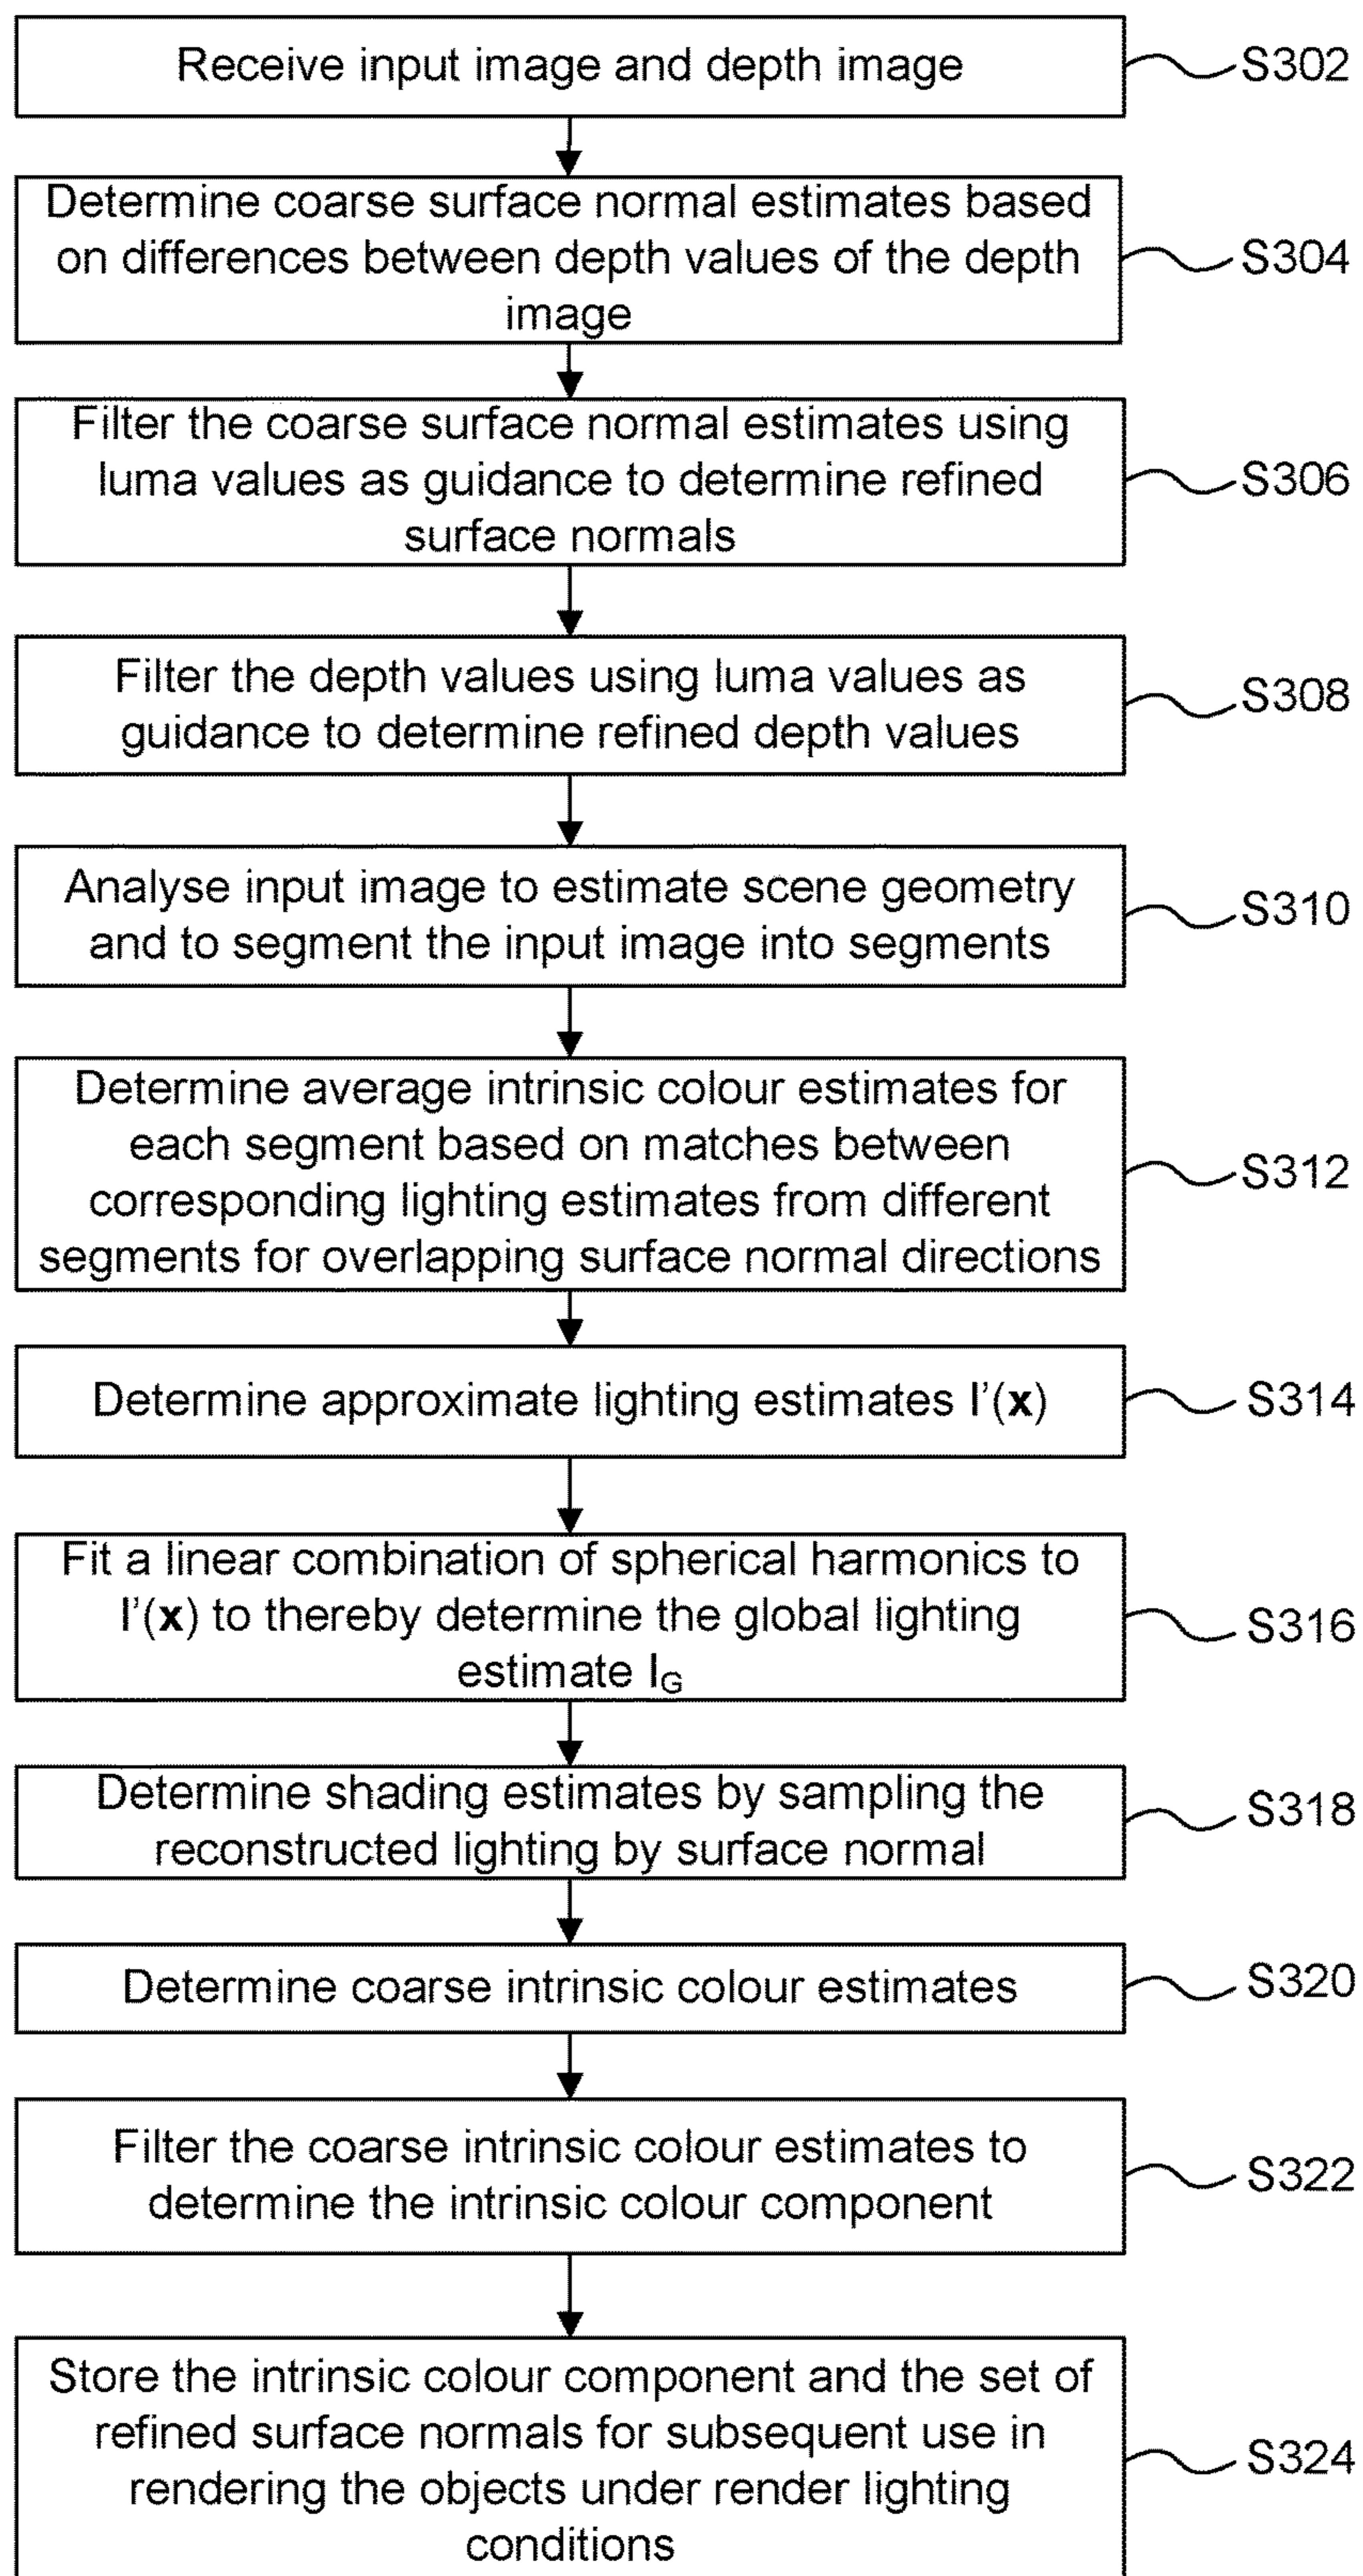 Receive input image and depth image
S302
Determine coarse surface normal estimates based
on differences between depth values of the depth
image
S304
Filter the coarse surface normal estimates using
luma values as guidance to determine refined
surface normals
S306
Filter the depth values using luma values as
guidance to determine refined depth values
S308
Analyse input image to estimate scene geometry
and to segment the input image into segments
S310
Determine average intrinsic colour estimates for
each segment based on matches between
corresponding lighting estimates from different
segments for overlapping surface normal directions
S312
Determine approximate lighting estimates I'(x)
S314
Fit a linear combination of spherical harmonics to
I'(x) to thereby determine the global lighting
estimate I_G
S316
Determine shading estimates by sampling the
reconstructed lighting by surface normal
S318
Determine coarse intrinsic colour estimates
S320
Filter the coarse intrinsic colour estimates to
determine the intrinsic colour component
S322
Store the intrinsic colour component and the set of
refined surface normals for subsequent use in
rendering the objects under render lighting
conditions
S324